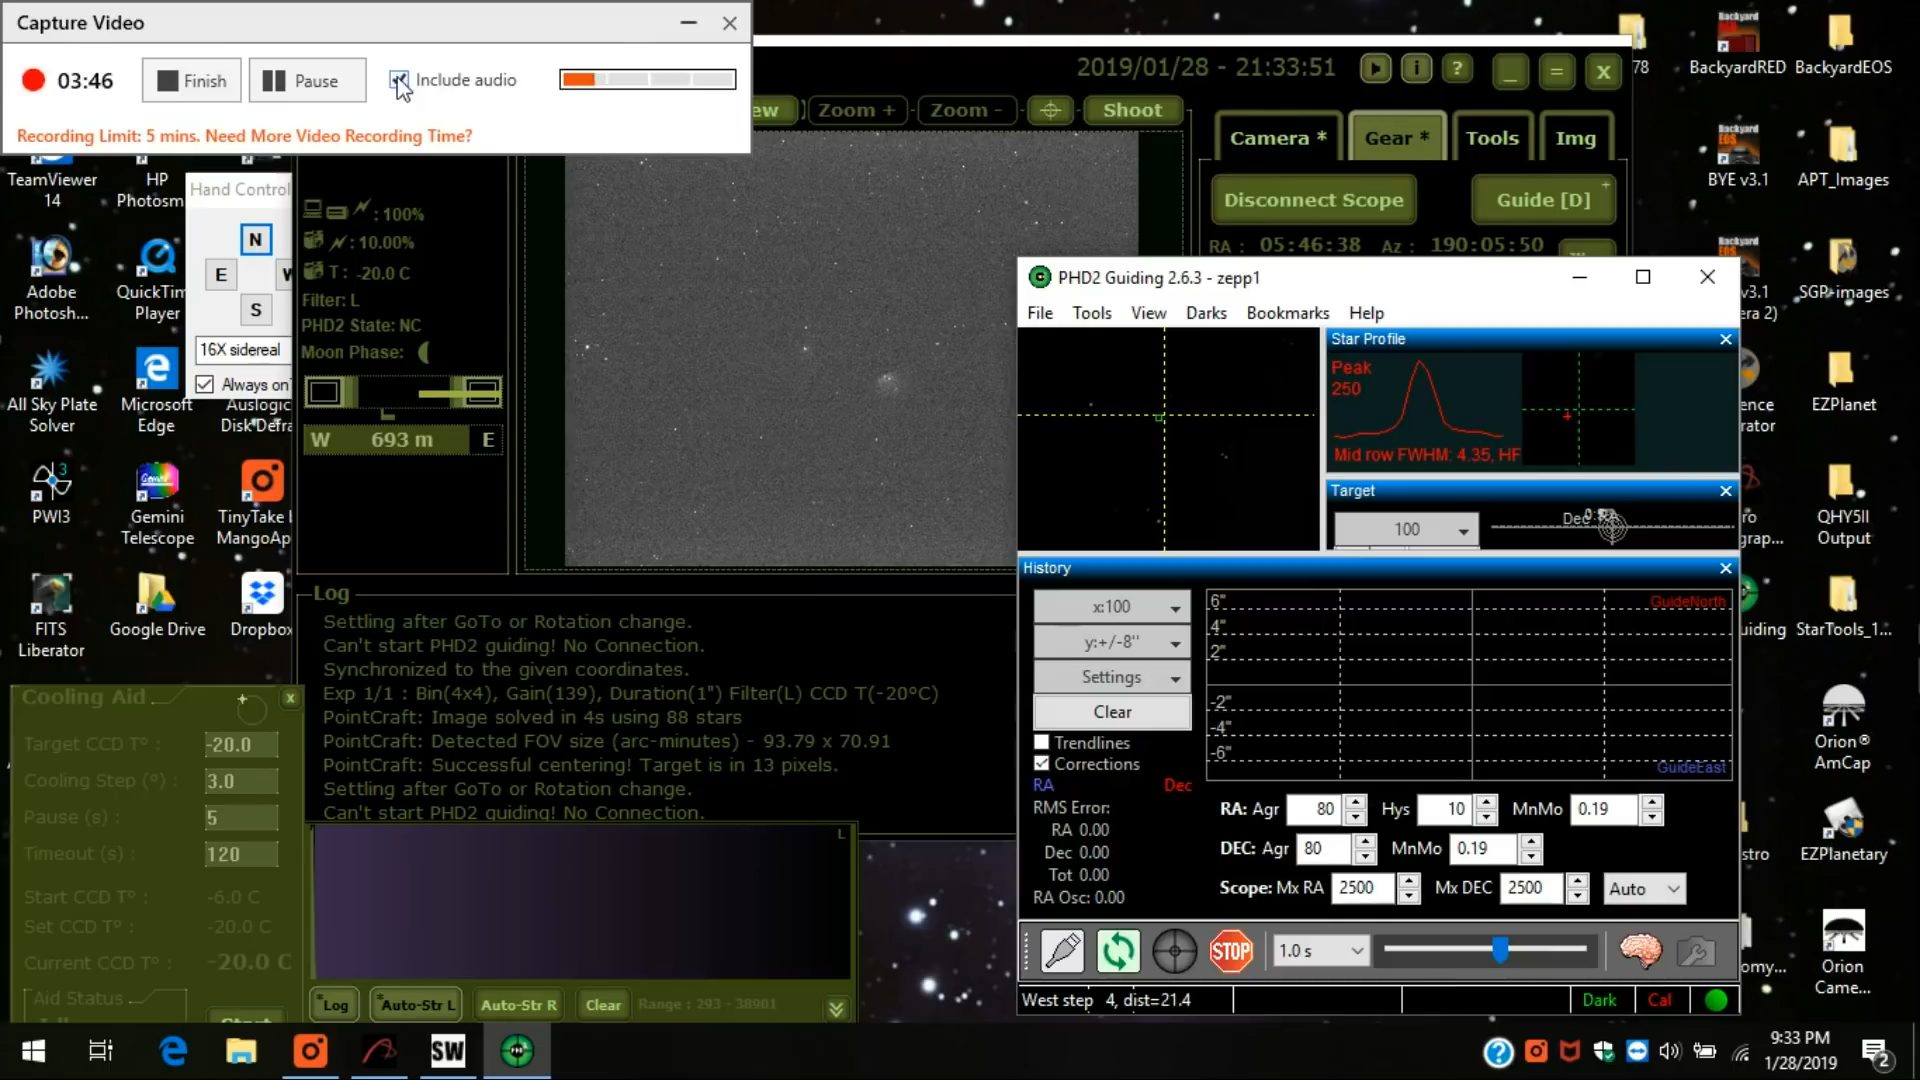 Capture Video
03:46
Finish
Pause
Include audio
Recording Limit: 5 mins. Need More Video Recording Time?
2019/01/28 - 21:33:51
Zoom +
Zoom -
Shoot
Camera *
Gear *
Tools
Img
Disconnect Scope
Guide [D]
RA : 05:46:38 Az : 190:05:50
78
BackyardRED
BackyardEOS
BYE v3.1
APT_Images
SGP-images
EZPlanet
QHY5II
Output
StarTools_1...
Orion®
AmCap
EZPlanetary
Orion
Came...
TeamViewer
14
HP
Photosm...
Adobe
Photosh...
QuickTim
Player
All Sky Plate
Solver
Microsoft
Edge
Auslogic
Disk Defra
PWI3
Gemini
Telescope
TinyTake
MangoAp
FITS
Liberator
Google Drive
Dropbox
Hand Control
N
E
S
16X sidereal
Always on
: 100%
: 10.00%
T : -20.0 C
Filter: L
PHD2 State: NC
Moon Phase:
W 693 m E
Log
Settling after GoTo or Rotation change.
Can't start PHD2 guiding! No Connection.
Synchronized to the given coordinates.
Exp 1/1 : Bin(4x4), Gain(139), Duration(1") Filter(L) CCD T(-20°C)
PointCraft: Image solved in 4s using 88 stars
PointCraft: Detected FOV size (arc-minutes) - 93.79 x 70.91
PointCraft: Successful centering! Target is in 13 pixels.
Settling after GoTo or Rotation change.
Can't start PHD2 guiding! No Connection.
Cooling Aid
Target CCD T° : -20.0
Cooling Step (°) : 3.0
Pause (s) : 5
Timeout (s) : 120
Start CCD T° : -6.0 C
Set CCD T° : -20.0 C
Current CCD T° : -20.0 C
Aid Status
L
Log
Auto-Str L
Auto-Str R
Clear
Range : 293 - 38901
PHD2 Guiding 2.6.3 - zepp1
File
Tools
View
Darks
Bookmarks
Help
Star Profile
Peak
250
Mid row FWHM: 4.35, HF
Target
100
Dec
History
x:100
y:+/-8"
Settings
Clear
Trendlines
Corrections
RA Dec
RMS Error:
RA 0.00
Dec 0.00
Tot 0.00
RA Osc: 0.00
6"
4"
2"
-2"
-4"
-6"
GuideNorth
GuideEast
RA: Agr 80 Hys 10 MnMo 0.19
DEC: Agr 80 MnMo 0.19
Scope: Mx RA 2500 Mx DEC 2500 Auto
STOP
1.0 s
West step 4, dist=21.4
Dark
Cal
SW
9:33 PM
1/28/2019
2